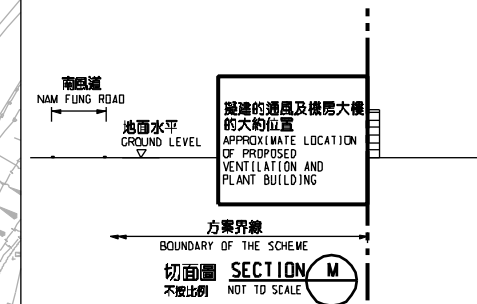 南風道
NAM FUNG ROAD
地面水平
GROUND LEVEL
擬建的通風及機房大樓
的大約位置
APPROXIMATE LOCATION
OF PROPOSED
VENTILATION AND
PLANT BUILDING
方案界線
BOUNDARY OF THE SCHEME
切面圖 SECTION M
不按比例 NOT TO SCALE